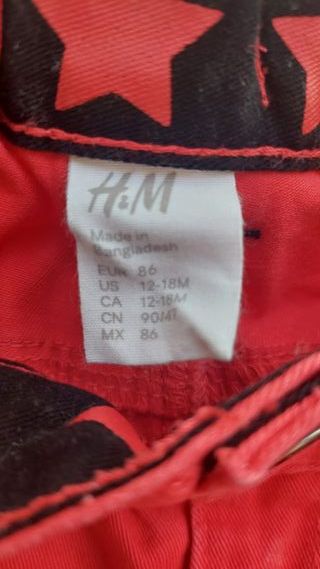 H&M
Made in
Bangladesh
EUR 86
US 12-18M
CA 12-18M
CN 90/47
MX 86